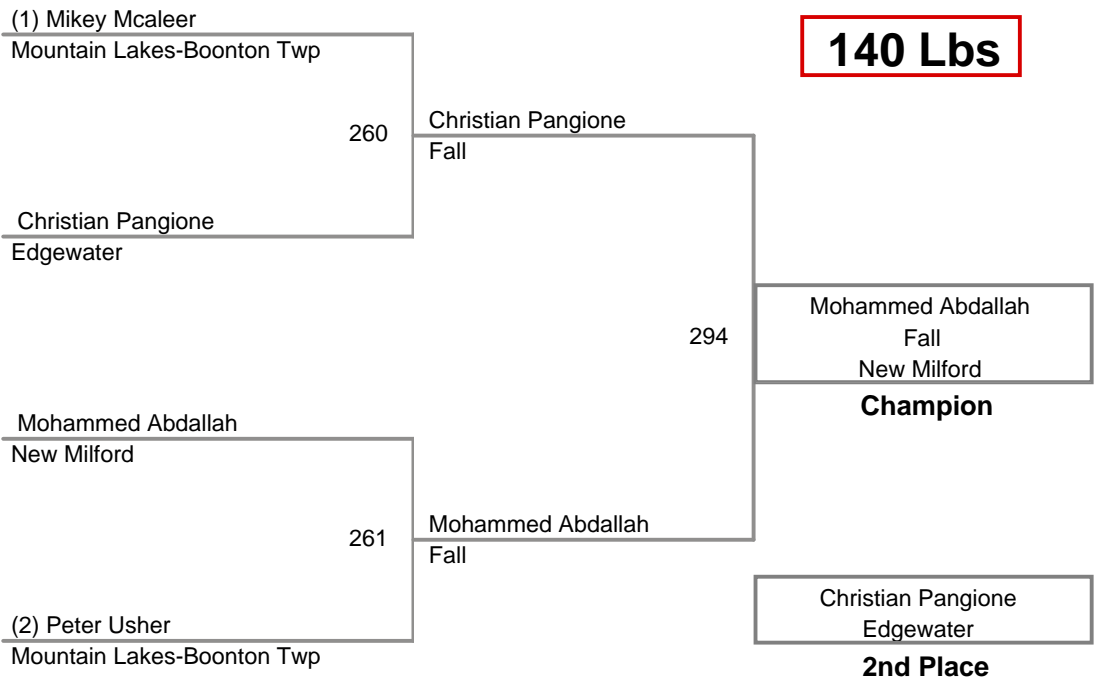 (1) Mikey Mcaleer
Mountain Lakes-Boonton Twp
140 Lbs
260
Christian Pangione
Fall
Christian Pangione
Edgewater
294
Mohammed Abdallah
Fall
New Milford
Champion
Mohammed Abdallah
New Milford
261
Mohammed Abdallah
Fall
(2) Peter Usher
Mountain Lakes-Boonton Twp
Christian Pangione
Edgewater
2nd Place